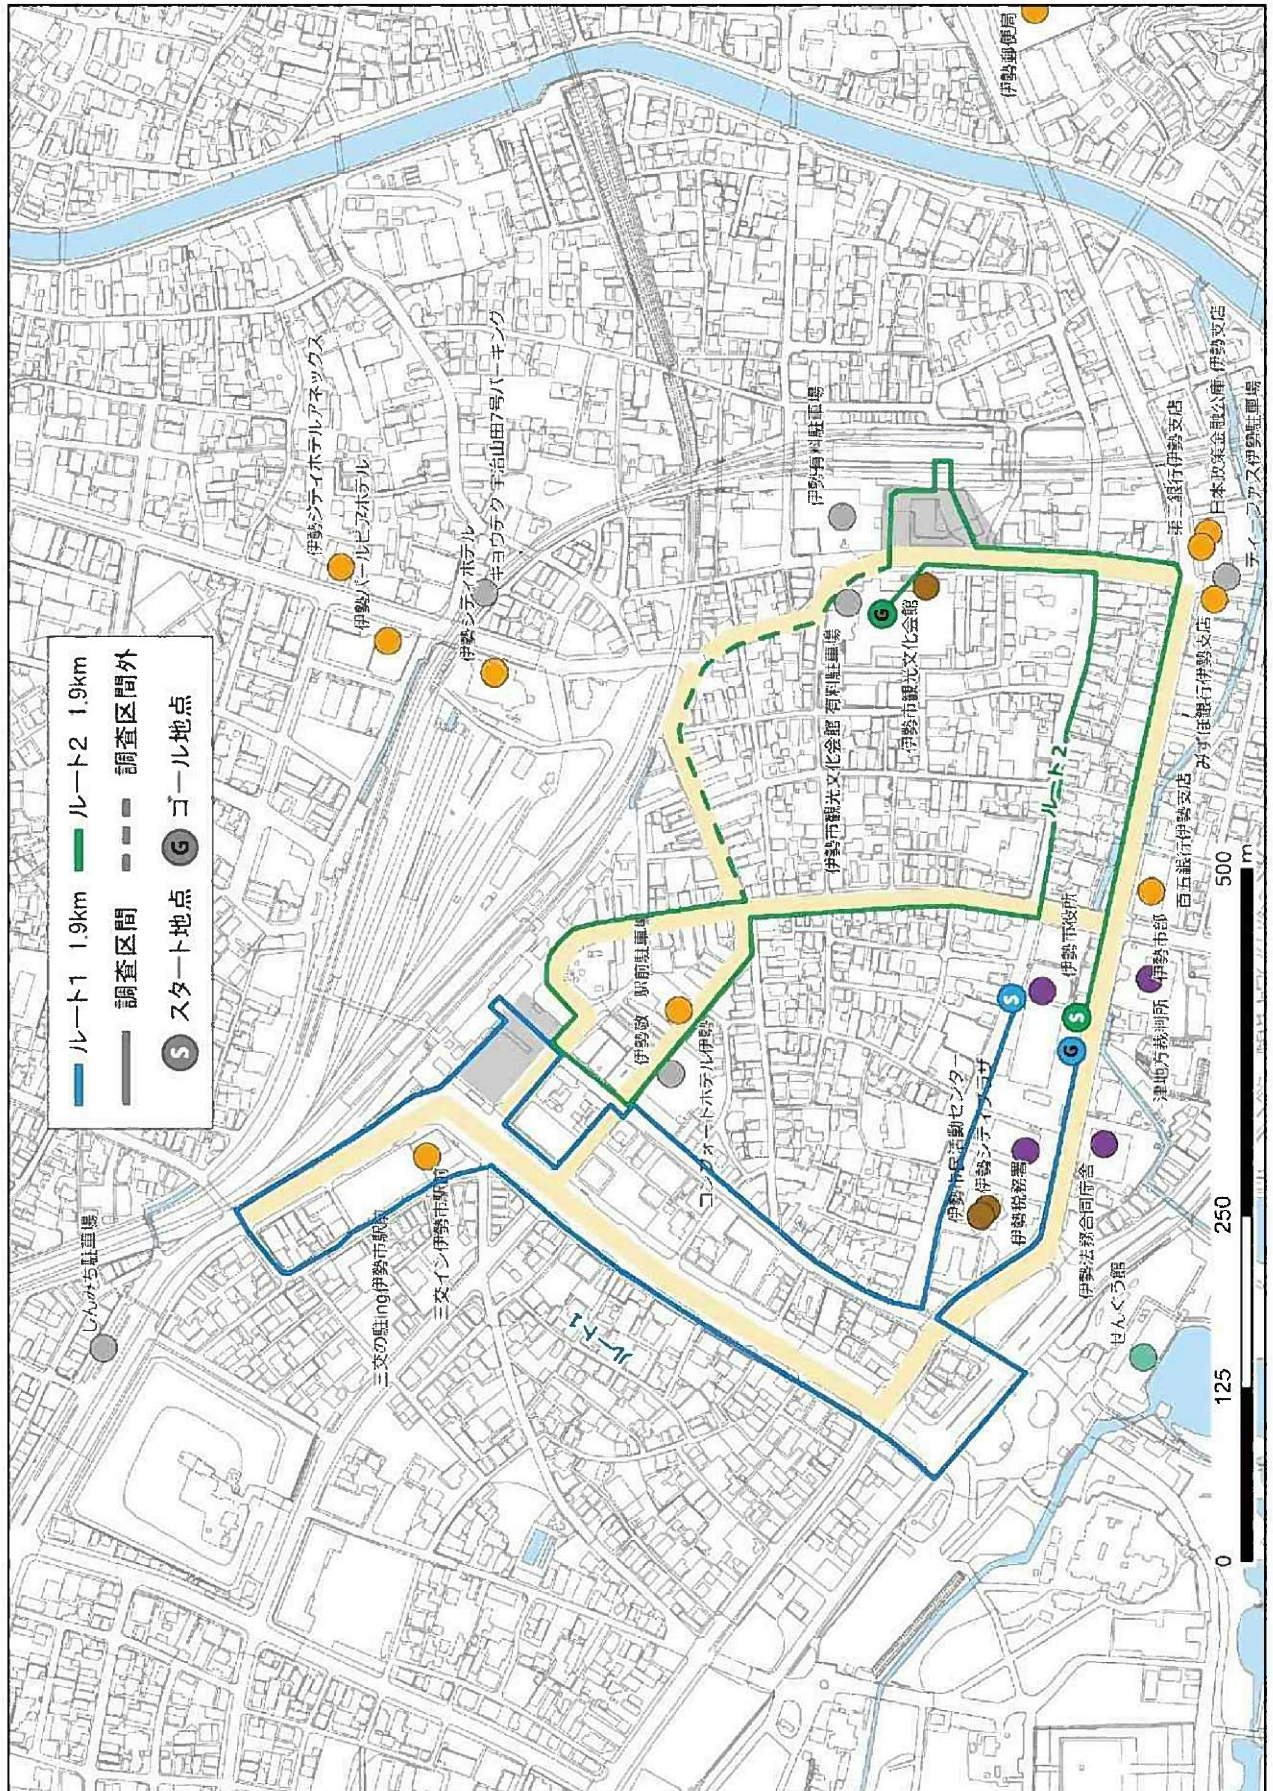 ルート1 1.9km
ルート2 1.9km
調査区間
調査区間外
スタート地点
ゴール地点
S
G
しんみち駐車場
三交の駐ing伊勢市駅前
三交イン伊勢市駅前
ルート1
伊勢シティホテルアネックス
伊勢パールピアホテル
伊勢シティホテル
キョウテク宇治山田7号パーキング
駅前駐車場
コンフォートホテル伊勢
伊勢有料駐車場
伊勢市観光文化会館 有料駐車場
伊勢市観光文化会館
G
ルート2
伊勢郵便局
第三銀行伊勢支店
日本政策金融公庫 伊勢支店
ティーファス伊勢駐車場
みずほ銀行伊勢支店
百五銀行伊勢支店
伊勢市役所
S
S
G
津地方裁判所 伊勢支部
伊勢市民活動センター
伊勢シティプラザ
伊勢税務署
伊勢法務合同庁舎
せんぐう館
0 125 250 500
m